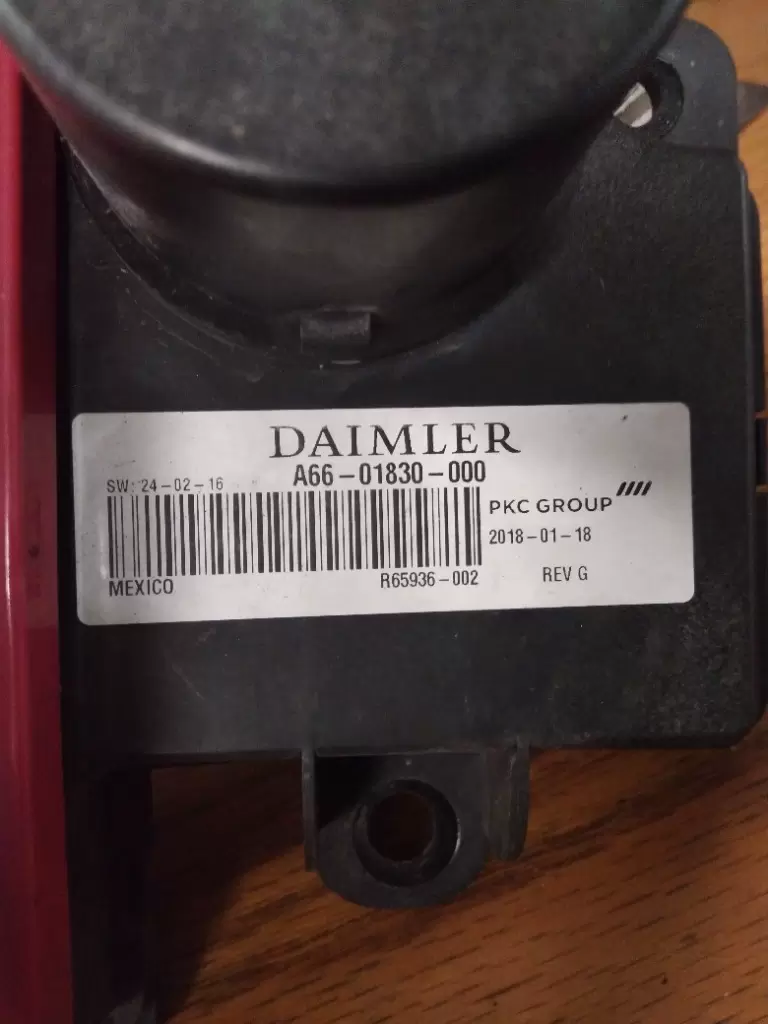 DAIMLER
A66-01830-000
SW: 24-02-16
PKC GROUP
2018-01-18
MEXICO
R65936-002
REV G